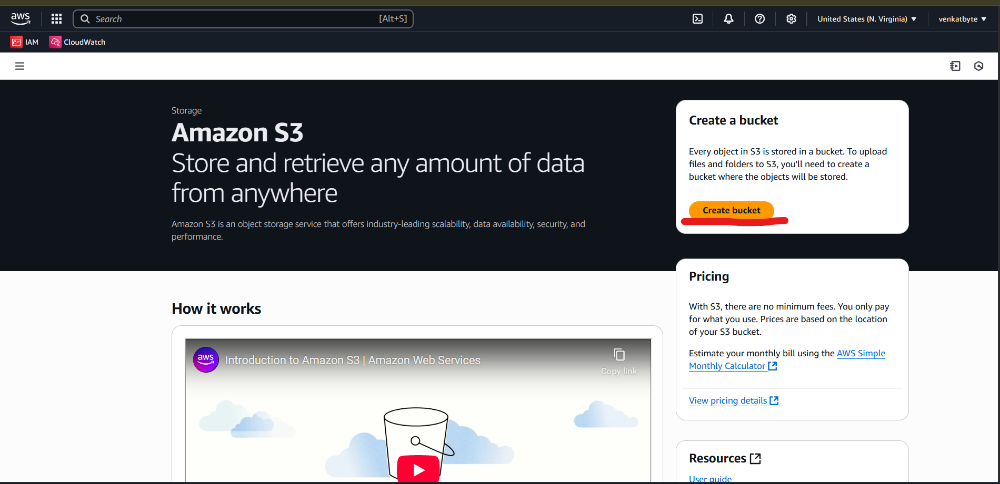 aws
Search [Alt+S]
United States (N. Virginia)
venkatbyte
IAM
CloudWatch
Storage
Amazon S3
Store and retrieve any amount of data
from anywhere
Amazon S3 is an object storage service that offers industry-leading scalability, data availability, security, and
performance.
Create a bucket
Every object in S3 is stored in a bucket. To upload
files and folders to S3, you'll need to create a
bucket where the objects will be stored.
Create bucket
Pricing
With S3, there are no minimum fees. You only pay
for what you use. Prices are based on the location
of your S3 bucket.
Estimate your monthly bill using the AWS Simple
Monthly Calculator
View pricing details
Resources
User guide
How it works
aws
Introduction to Amazon S3 | Amazon Web Services
Copy link